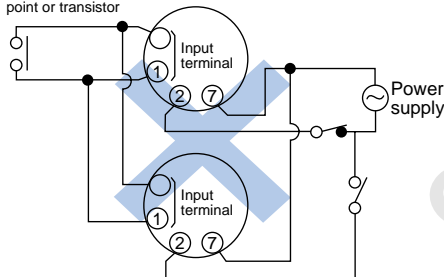 point or transistor
Input
terminal
1
2
7
Power
supply
Input
terminal
1
2
7